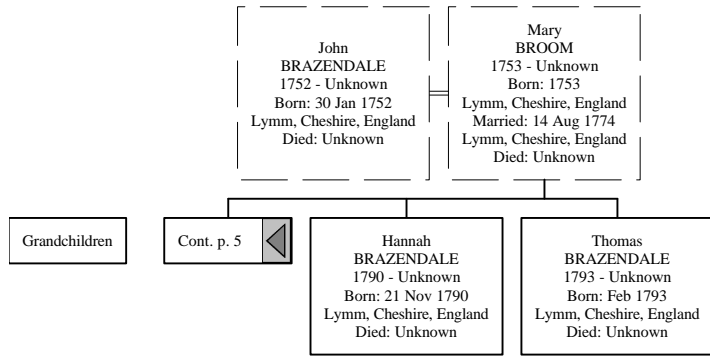 John
BRAZENDALE
1752 - Unknown
Born: 30 Jan 1752
Lymm, Cheshire, England
Died: Unknown
Mary
BROOM
1753 - Unknown
Born: 1753
Lymm, Cheshire, England
Married: 14 Aug 1774
Lymm, Cheshire, England
Died: Unknown
Grandchildren
Cont. p. 5
Hannah
BRAZENDALE
1790 - Unknown
Born: 21 Nov 1790
Lymm, Cheshire, England
Died: Unknown
Thomas
BRAZENDALE
1793 - Unknown
Born: Feb 1793
Lymm, Cheshire, England
Died: Unknown